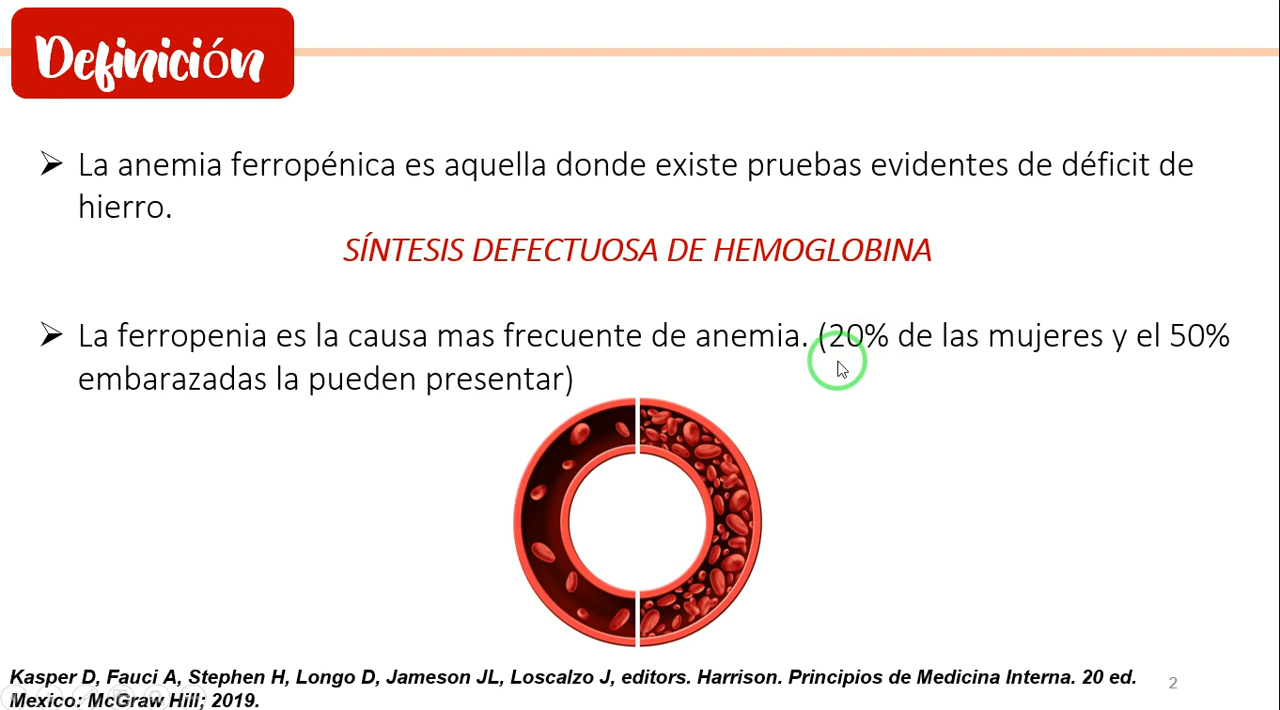 Definición
La anemia ferropénica es aquella donde existe pruebas evidentes de déficit de
hierro.
SÍNTESIS DEFECTUOSA DE HEMOGLOBINA
La ferropenia es la causa mas frecuente de anemia. (20% de las mujeres y el 50%
embarazadas la pueden presentar)
Kasper D, Fauci A, Stephen H, Longo D, Jameson JL, Loscalzo J, editors. Harrison. Principios de Medicina Interna. 20 ed.
Mexico: McGraw Hill; 2019.
2